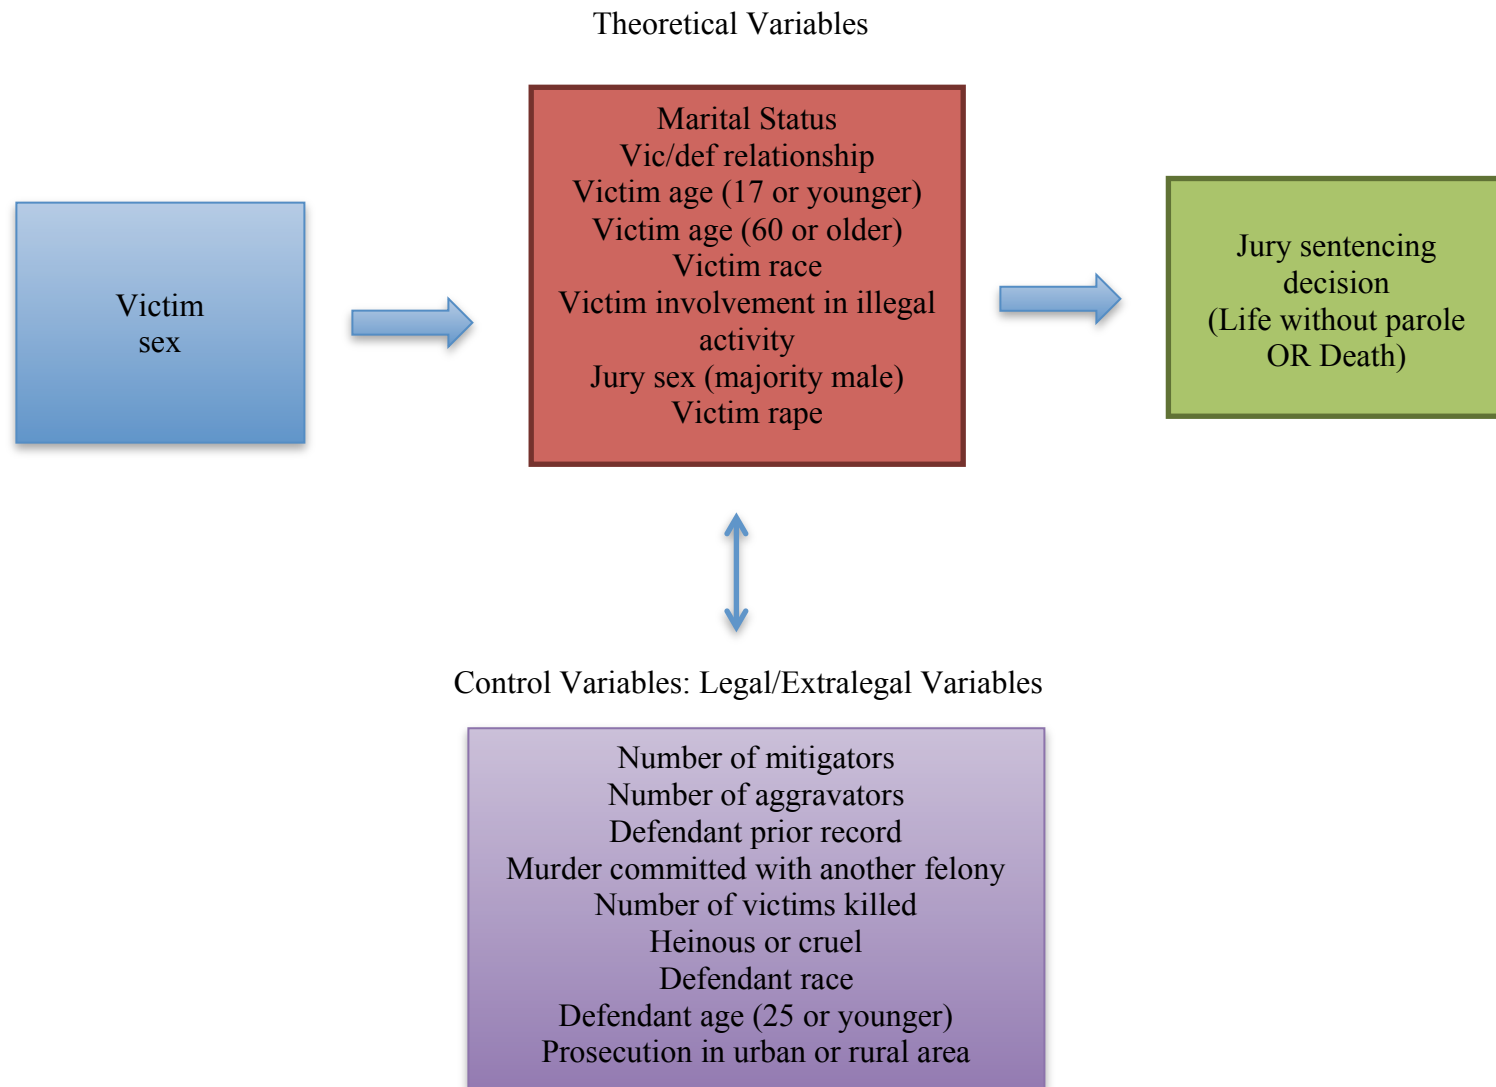 Theoretical Variables
Victim
sex
Marital Status
Vic/def relationship
Victim age (17 or younger)
Victim age (60 or older)
Victim race
Victim involvement in illegal
activity
Jury sex (majority male)
Victim rape
Jury sentencing
decision
(Life without parole
OR Death)
Control Variables: Legal/Extralegal Variables
Number of mitigators
Number of aggravators
Defendant prior record
Murder committed with another felony
Number of victims killed
Heinous or cruel
Defendant race
Defendant age (25 or younger)
Prosecution in urban or rural area